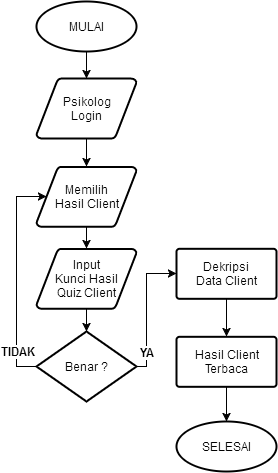 MULAI
Psikolog
Login
Memilih
Hasil Client
Input
Kunci Hasil
Quiz Client
Benar ?
TIDAK
YA
Dekripsi
Data Client
Hasil Client
Terbaca
SELESAI